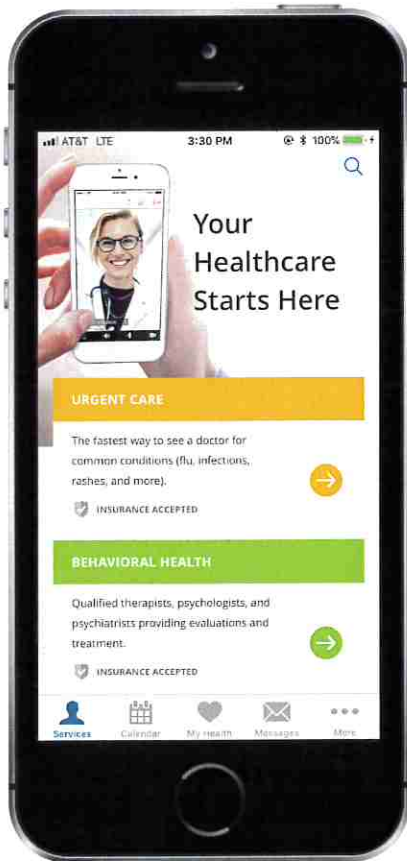 AT&T LTE 3:30 PM 100%
Your
Healthcare
Starts Here
URGENT CARE
The fastest way to see a doctor for
common conditions (flu, infections,
rashes, and more).
INSURANCE ACCEPTED
BEHAVIORAL HEALTH
Qualified therapists, psychologists, and
psychiatrists providing evaluations and
treatment.
INSURANCE ACCEPTED
Services Calendar My Health Messages More